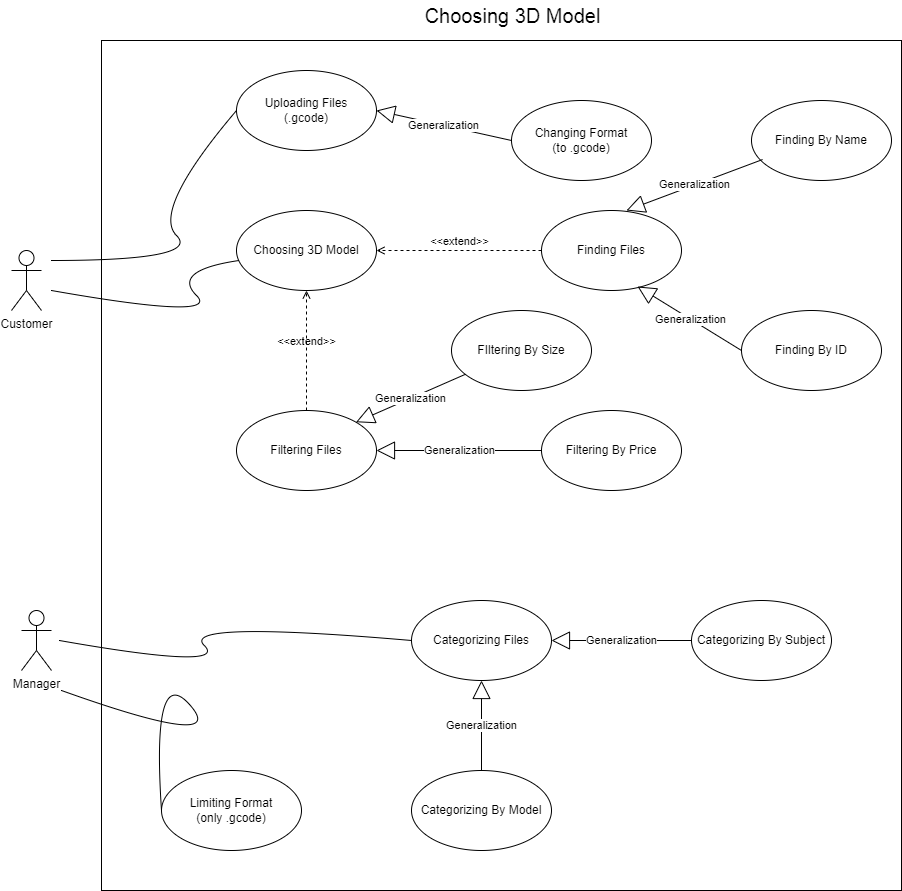 Choosing 3D Model
Uploading Files
(.gcode)
Generalization
Changing Format
(to .gcode)
Finding By Name
Generalization
Choosing 3D Model
<<extend>>
Finding Files
Customer
Generalization
<<extend>>
FIltering By Size
Finding By ID
Generalization
Filtering Files
Generalization
Filtering By Price
Manager
Categorizing Files
Generalization
Categorizing By Subject
Generalization
Limiting Format
(only .gcode)
Categorizing By Model